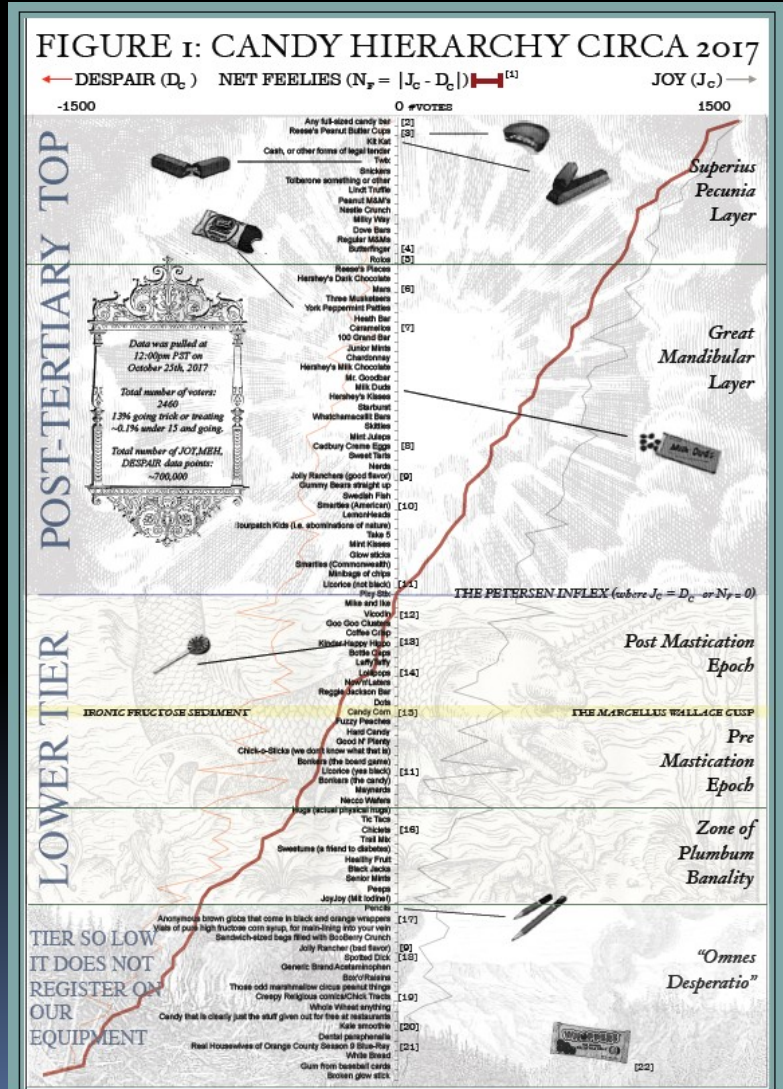 FIGURE 1: CANDY HIERARCHY CIRCA 2017
DESPAIR (DC) NET FEELIES (NF = |JC - DC|) [1] JOY (JC)
-1500 0 #VOTES 1500
POST-TERTIARY TOP
Any full-sized candy bar [2]
Reese's Peanut Butter Cups [3]
Kit Kat
Cash, or other forms of legal tender
Twix
Snickers
Tolberone something or other
Lindt Truffle
Peanut M&M's
Nestle Crunch
Milky Way
Dove Bars
Regular M&Ms
Butterfinger [4]
Rolos [5]
Superius
Pecunia
Layer
Reese's Pieces
Hershey's Dark Chocolate
Mars [6]
Three Musketeers
York Peppermint Patties
Heath Bar
Caramellos [7]
100 Grand Bar
Junior Mints
Chardonnay
Hershey's Milk Chocolate
Mr. Goodbar
Milk Duds
Hershey's Kisses
Starburst
Whatchamacallit Bars
Skittles
Mint Juleps
Cadbury Creme Eggs [8]
Sweet Tarts
Nerds
Jolly Ranchers (good flavor) [9]
Gummy Bears straight up
Swedish Fish
Smarties (American) [10]
LemonHeads
Sourpatch Kids (i.e. abominations of nature)
Take 5
Mint Kisses
Glow sticks
Smarties (Commonwealth)
Minibags of chips
Licorice (not black) [11]
Great
Mandibular
Layer
Milk Duds
Data was pulled at
12:00pm PST on
October 25th, 2017
Total number of voters:
2460
13% going trick or treating
~0.1% under 15 and going.
Total number of JOY,MEH,
DESPAIR data points:
~700,000
Pixy Stix THE PETERSEN INFLEX (where JC = DC or NF = 0)
LOWER TIER
Mike and Ike
Vicodin [12]
Goo Goo Clusters
Coffee Crisp
Kinder Happy Hippo [13]
Bottle Caps
Laffy Taffy
Lollipops [14]
Now'n'Laters
Reggie Jackson Bar
Dots
Post Mastication
Epoch
IRONIC FRUCTOSE SEDIMENT Candy Corn [15] THE MARCELLUS WALLACE CUSP
Fuzzy Peaches
Hard Candy
Good N' Plenty
Chick-o-Sticks (we don't know what that is)
Bonkers (the board game)
Licorice (yes black) [11]
Bonkers (the candy)
Maynards
Necco Wafers
Pre
Mastication
Epoch
Hugs (actual physical hugs)
Tic Tacs
Chiclets [16]
Trail Mix
Sweetums (a friend to diabetes)
Healthy Fruit
Black Jacks
Senior Mints
Peeps
JoyJoy (Mit Iodine!)
Zone of
Plumbum
Banality
Pencils
Anonymous brown globs that come in black and orange wrappers [17]
Vials of pure high fructose corn syrup, for main-lining into your vein
Sandwich-sized bags filled with BooBerry Crunch
Jolly Rancher (bad flavor) [9]
Spotted Dick [18]
Generic Brand Acetaminophen
Box'o'Raisins
Those odd marshmallow circus peanut things
Creepy Religious comics/Chick Tracts [19]
Whole Wheat anything
Candy that is clearly just the stuff given out for free at restaurants
Kale smoothie [20]
Dental paraphenalia
Real Housewives of Orange County Season 9 Blue-Ray [21]
White Bread
Gum from baseball cards
Broken glow stick
TIER SO LOW
IT DOES NOT
REGISTER ON
OUR
EQUIPMENT
"Omnes
Desperatio"
WHOPPERS
[22]